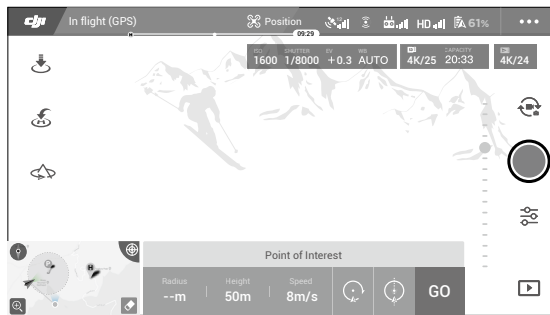 dji In flight (GPS) Position HD 61%
H 09:29
ISO SHUTTER EV WB CAPACITY
1600 1/8000 +0.3 AUTO 4K/25 20:33 4K/24
H
Point of Interest
Radius Height Speed
--m 50m 8m/s GO
H